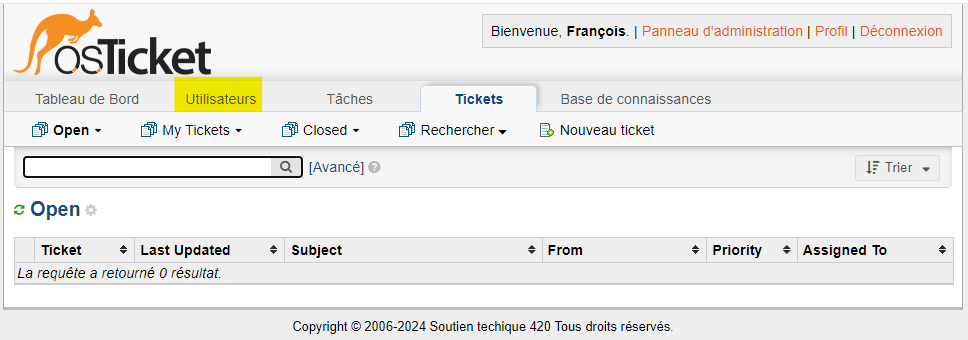 Bienvenue, François. | Panneau d'administration | Profil | Déconnexion
osTicket
Tableau de Bord Utilisateurs Tâches Tickets Base de connaissances
Open My Tickets Closed Rechercher Nouveau ticket
[Avancé] ? Trier
Open
Ticket Last Updated Subject From Priority Assigned To
La requête a retourné 0 résultat.
Copyright © 2006-2024 Soutien techique 420 Tous droits réservés.